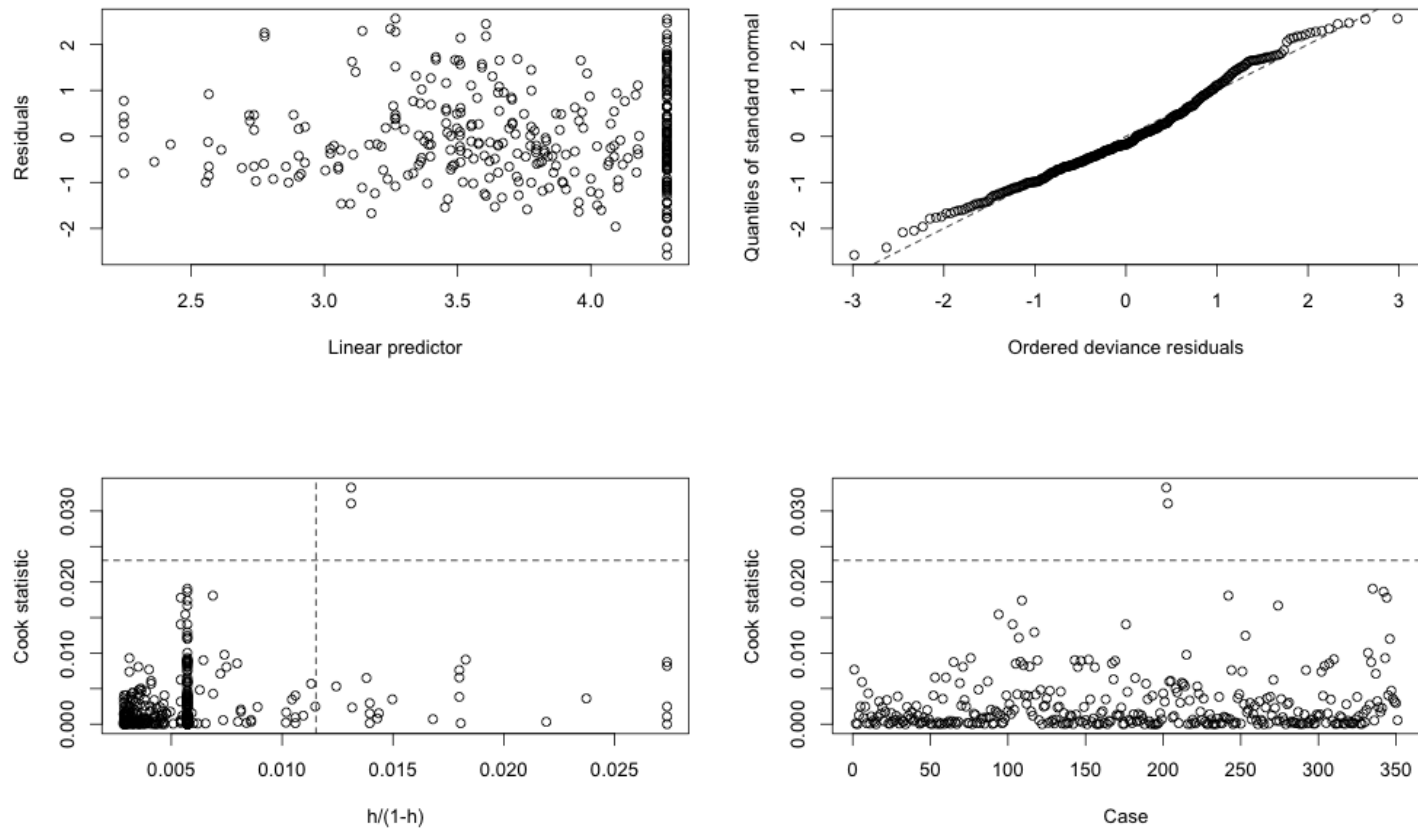 Residuals
2
1
0
-1
-2
2.5 3.0 3.5 4.0
Linear predictor
Quantiles of standard normal
2
1
0
-1
-2
-3 -2 -1 0 1 2 3
Ordered deviance residuals
Cook statistic
0.030
0.020
0.010
0.000
0.005 0.010 0.015 0.020 0.025
h/(1-h)
Cook statistic
0.030
0.020
0.010
0.000
0 50 100 150 200 250 300 350
Case